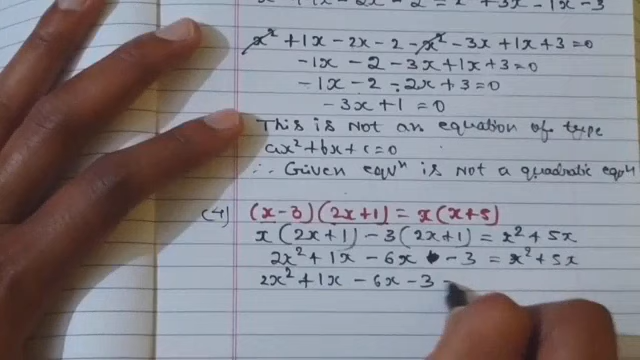 x² + 1x - 2x - 2 - x² - 3x + 1x + 3 = 0
-1x - 2 - 3x + 1x + 3 = 0
-1x - 2 - 2x + 3 = 0
-3x + 1 = 0
This is Not an equation of type
ax² + bx + c = 0
∴ Given eqnⁿ is not a quadratic eqnⁿ
(4) (x-3)(2x+1) = x(x+5)
x(2x+1) - 3(2x+1) = x² + 5x
2x² + 1x - 6x - 3 = x² + 5x
2x² + 1x - 6x - 3 -